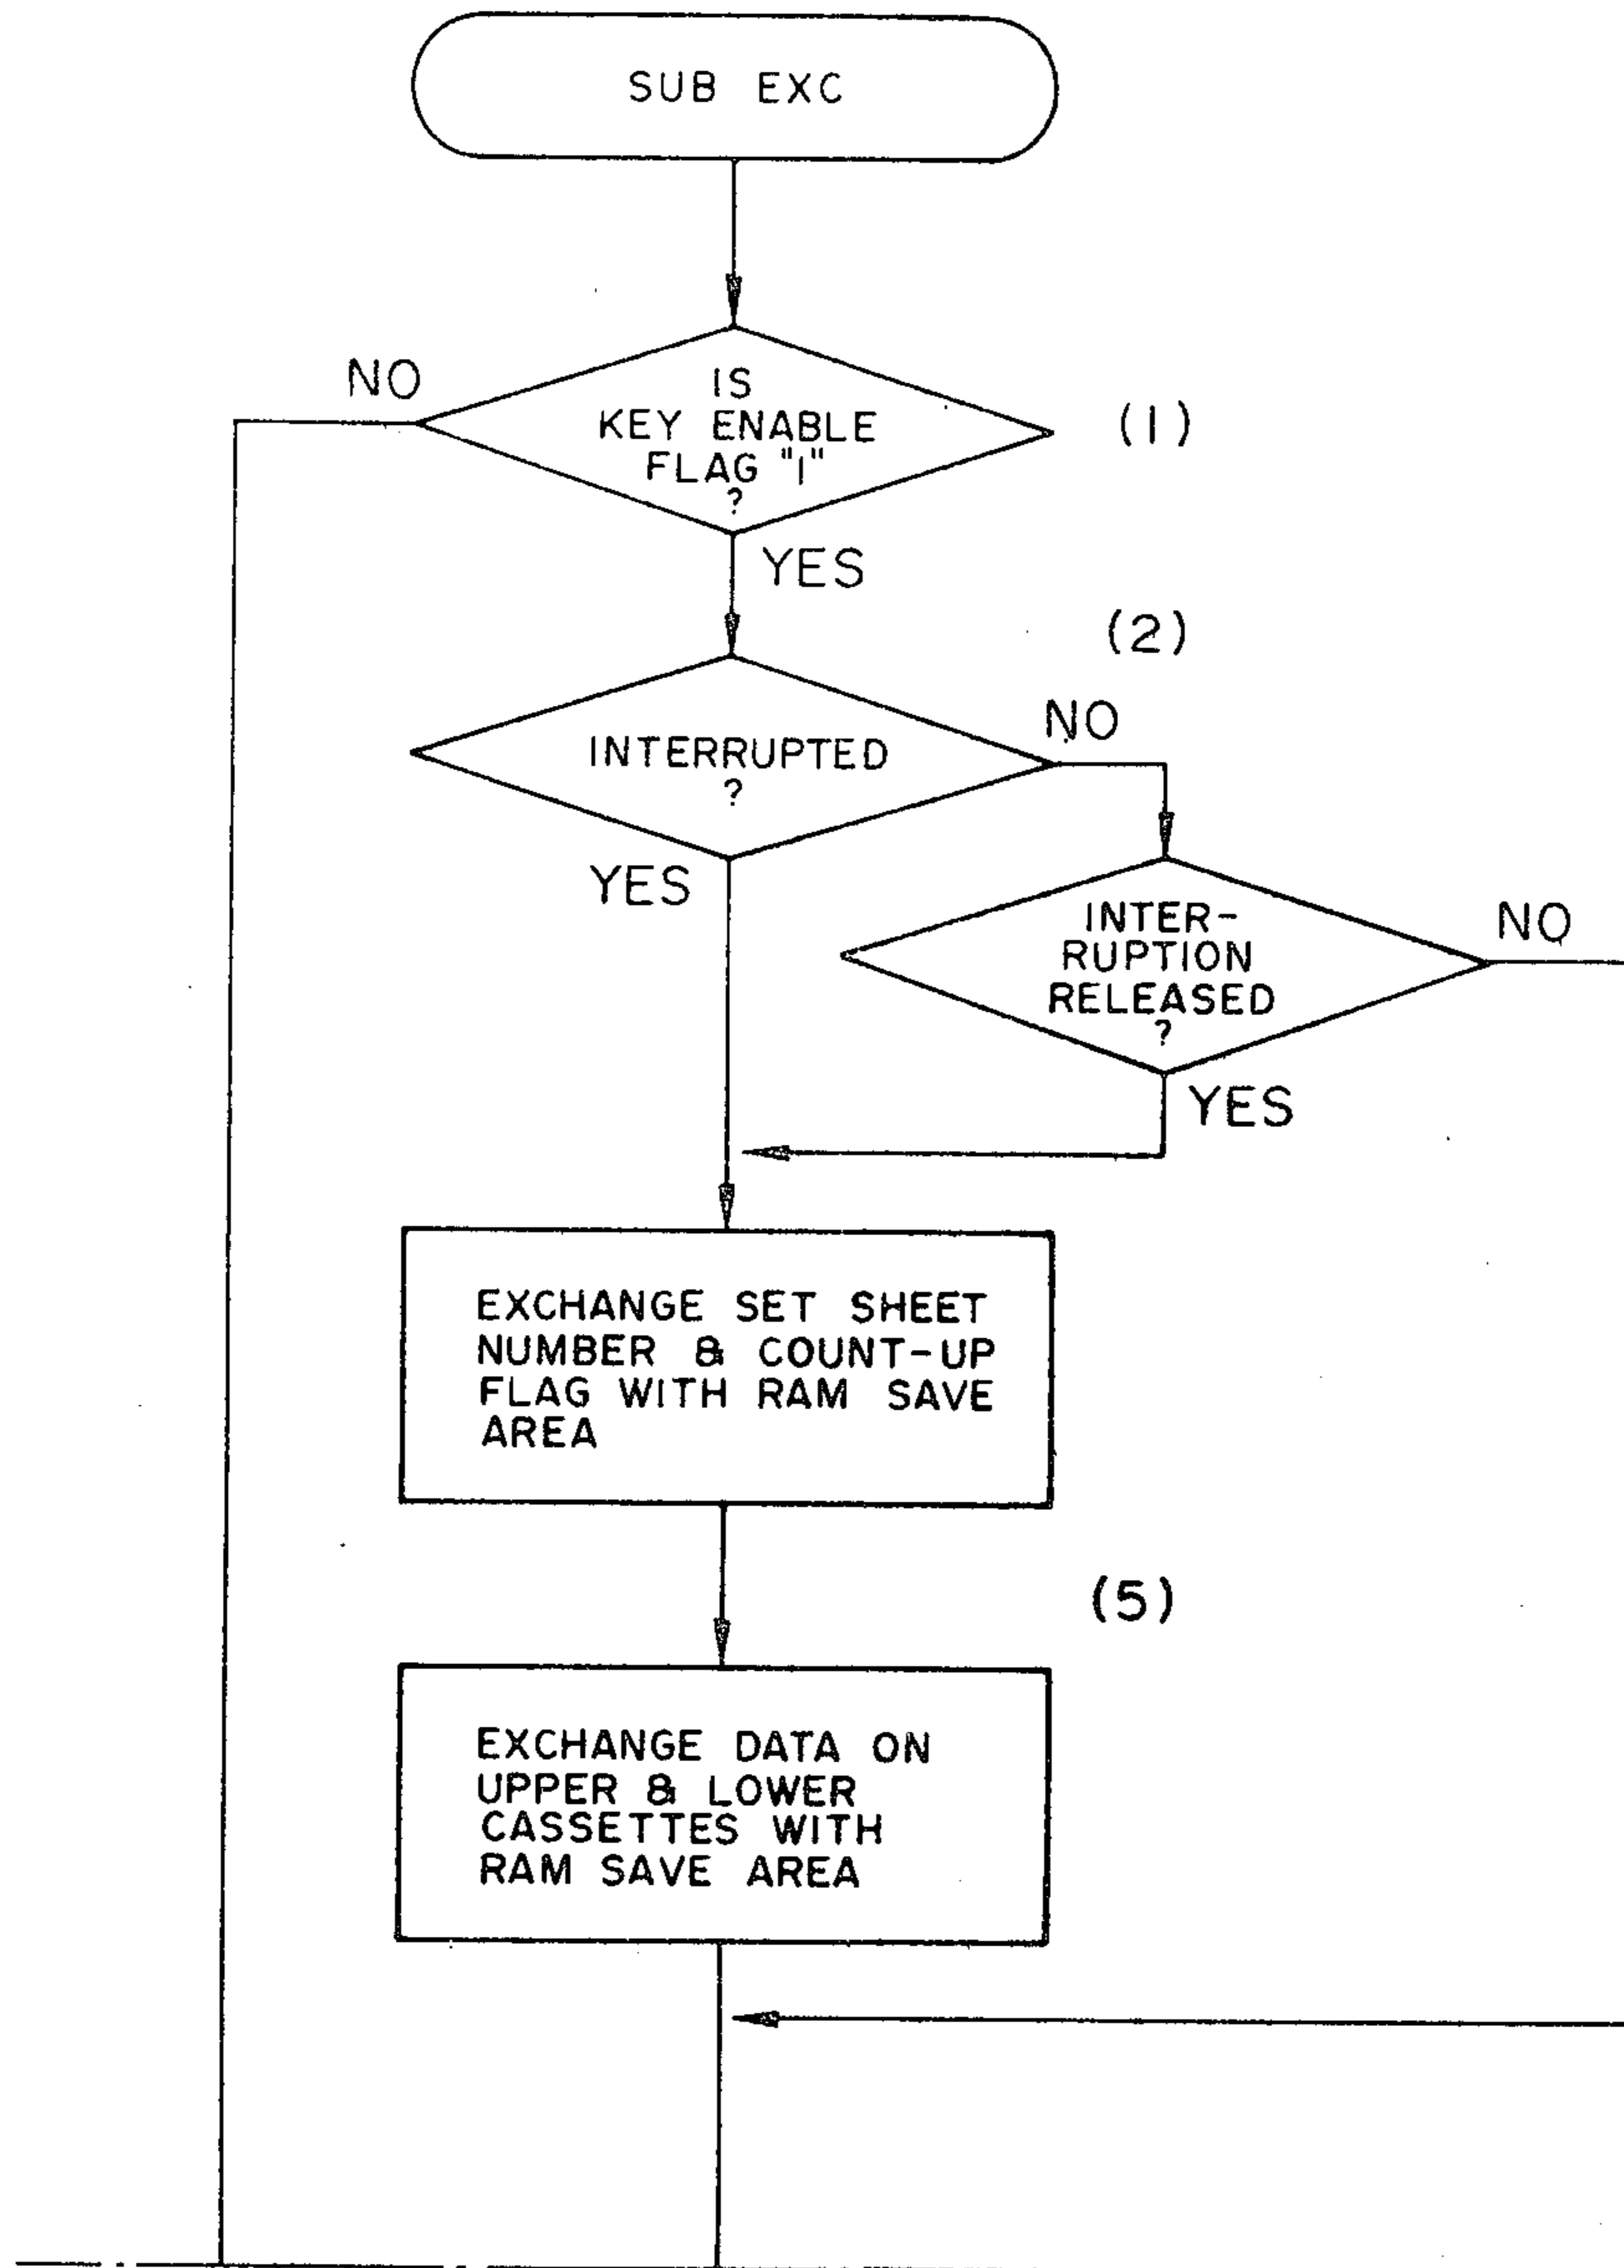 SUB EXC
NO
IS
KEY ENABLE
FLAG "1"
?
(1)
YES
(2)
INTERRUPTED
?
NO
YES
INTER-
RUPTION
RELEASED
?
NO
YES
EXCHANGE SET SHEET
NUMBER & COUNT-UP
FLAG WITH RAM SAVE
AREA
(5)
EXCHANGE DATA ON
UPPER & LOWER
CASSETTES WITH
RAM SAVE AREA